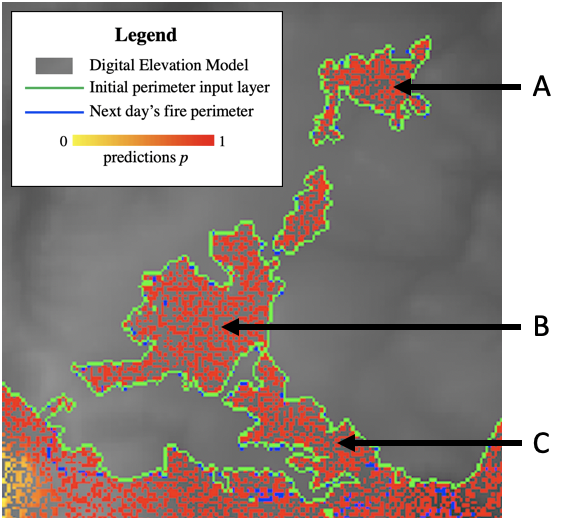 Legend
Digital Elevation Model
Initial perimeter input layer
Next day's fire perimeter
0 1
predictions p
A
B
C